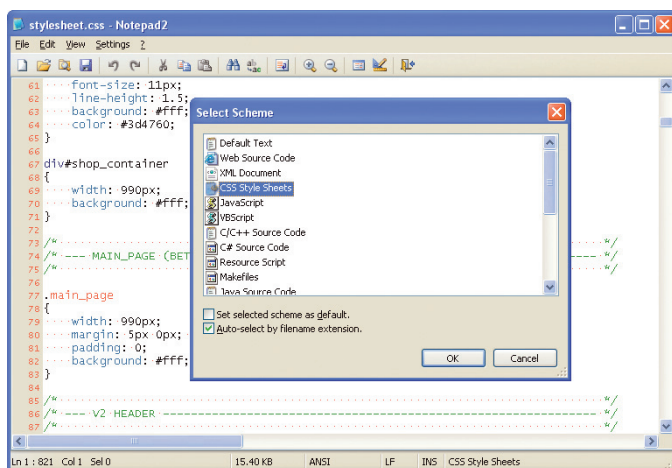 stylesheet.css - Notepad2
File Edit View Settings ?
61 ····font-size:·11px;
62 ····line-height:·1.5;
63 ····background:·#fff;
64 ····color:·#3d4760;
65 }
66
67 div#shop_container
68 {
69 ····width:·990px;
70 ····background:·#fff;
71 }
72
73 /* */
74 /*·---·MAIN_PAGE·(BET ---·*/
75 /* */
76
77 .main_page
78 {
79 ····width:·990px;
80 ····margin:·5px·0px;
81 ····padding:·0;
82 ····background:·#fff;
83 }
84
85 /* */
86 /*·---·V2·HEADER· ·*/
87 /* */
Select Scheme
Default Text
Web Source Code
XML Document
CSS Style Sheets
JavaScript
VBScript
C/C++ Source Code
C# Source Code
Resource Script
Makefiles
Java Source Code
Set selected scheme as default.
Auto-select by filename extension.
OK Cancel
Ln 1 : 821 Col 1 Sel 0 15.40 KB ANSI LF INS CSS Style Sheets